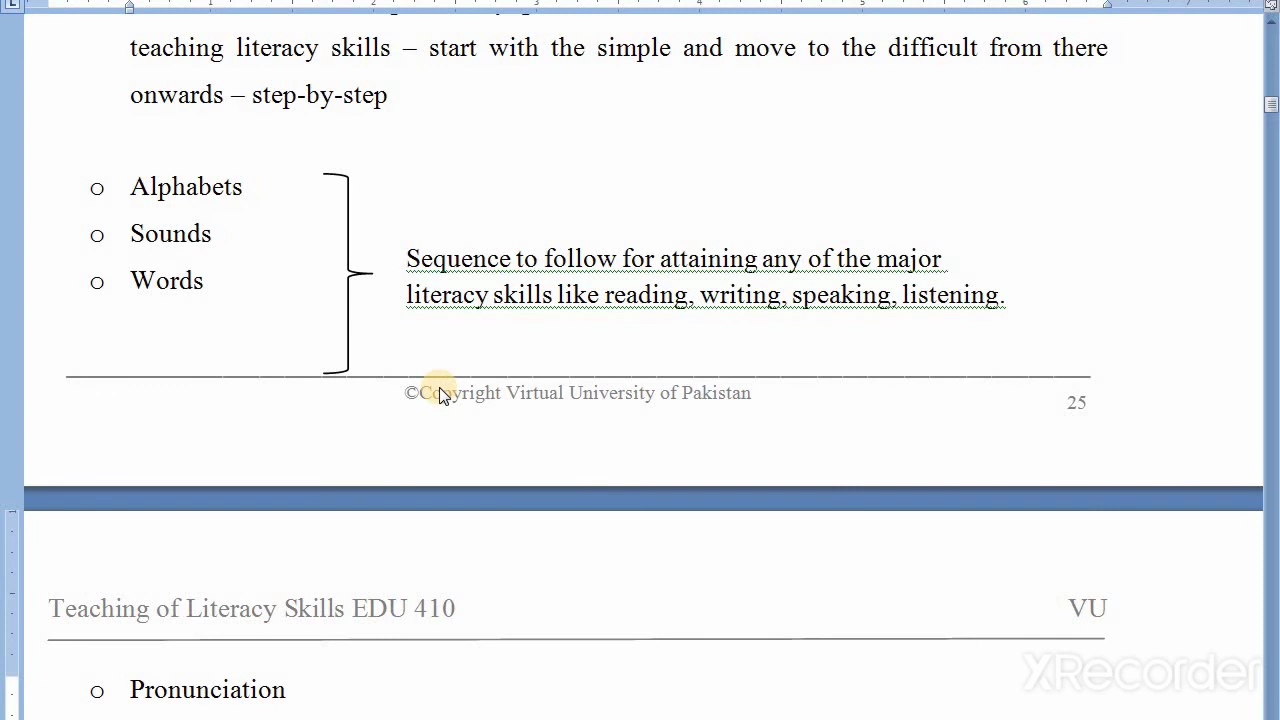 teaching literacy skills – start with the simple and move to the difficult from there
onwards – step-by-step
o Alphabets
o Sounds
o Words
Sequence to follow for attaining any of the major
literacy skills like reading, writing, speaking, listening.
©Copyright Virtual University of Pakistan
25
Teaching of Literacy Skills EDU 410 VU
XRecorder
o Pronunciation